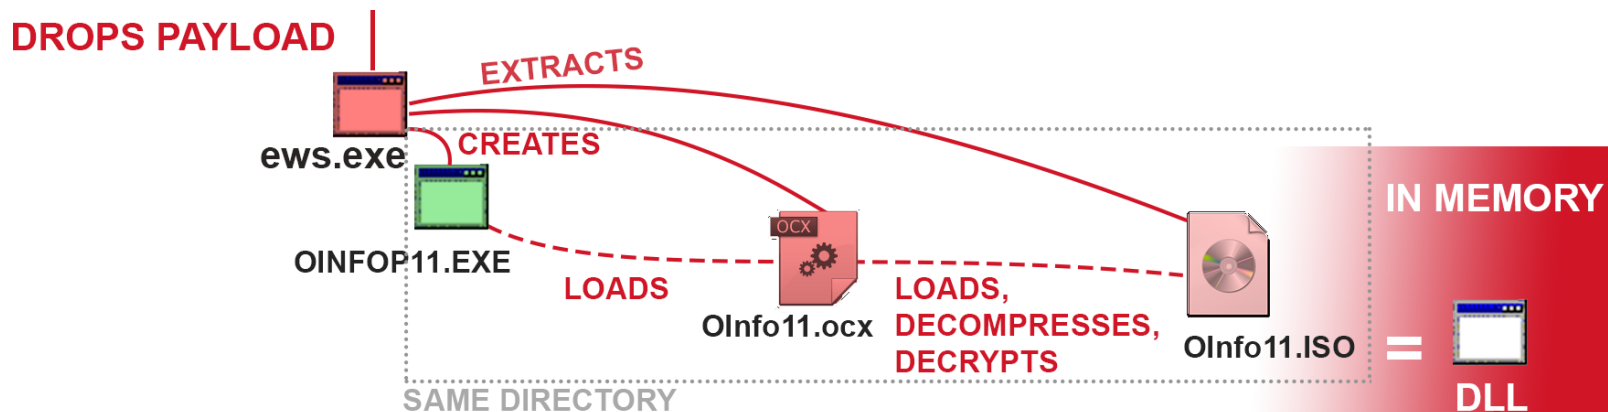 DROPS PAYLOAD
EXTRACTS
ews.exe
CREATES
OINFOP11.EXE
LOADS
OCX
OInfo11.ocx
LOADS,
DECOMPRESSES,
DECRYPTS
OInfo11.ISO
IN MEMORY
=
DLL
SAME DIRECTORY